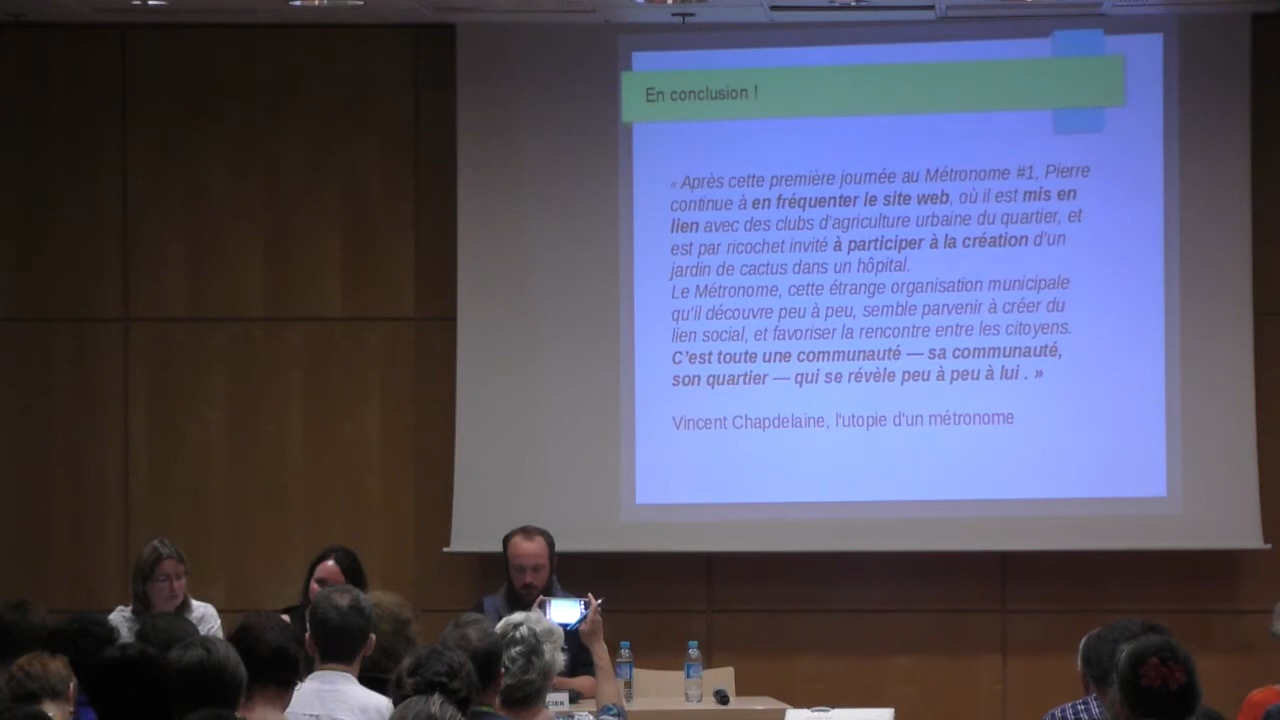 En conclusion !
« Après cette première journée au Métronome #1, Pierre
continue à en fréquenter le site web, où il est mis en
lien avec des clubs d'agriculture urbaine du quartier, et
est par ricochet invité à participer à la création d'un
jardin de cactus dans un hôpital.
Le Métronome, cette étrange organisation municipale
qu'il découvre peu à peu, semble parvenir à créer du
lien social, et favoriser la rencontre entre les citoyens.
C'est toute une communauté — sa communauté,
son quartier — qui se révèle peu à peu à lui . »
Vincent Chapdelaine, l'utopie d'un métronome
CIER